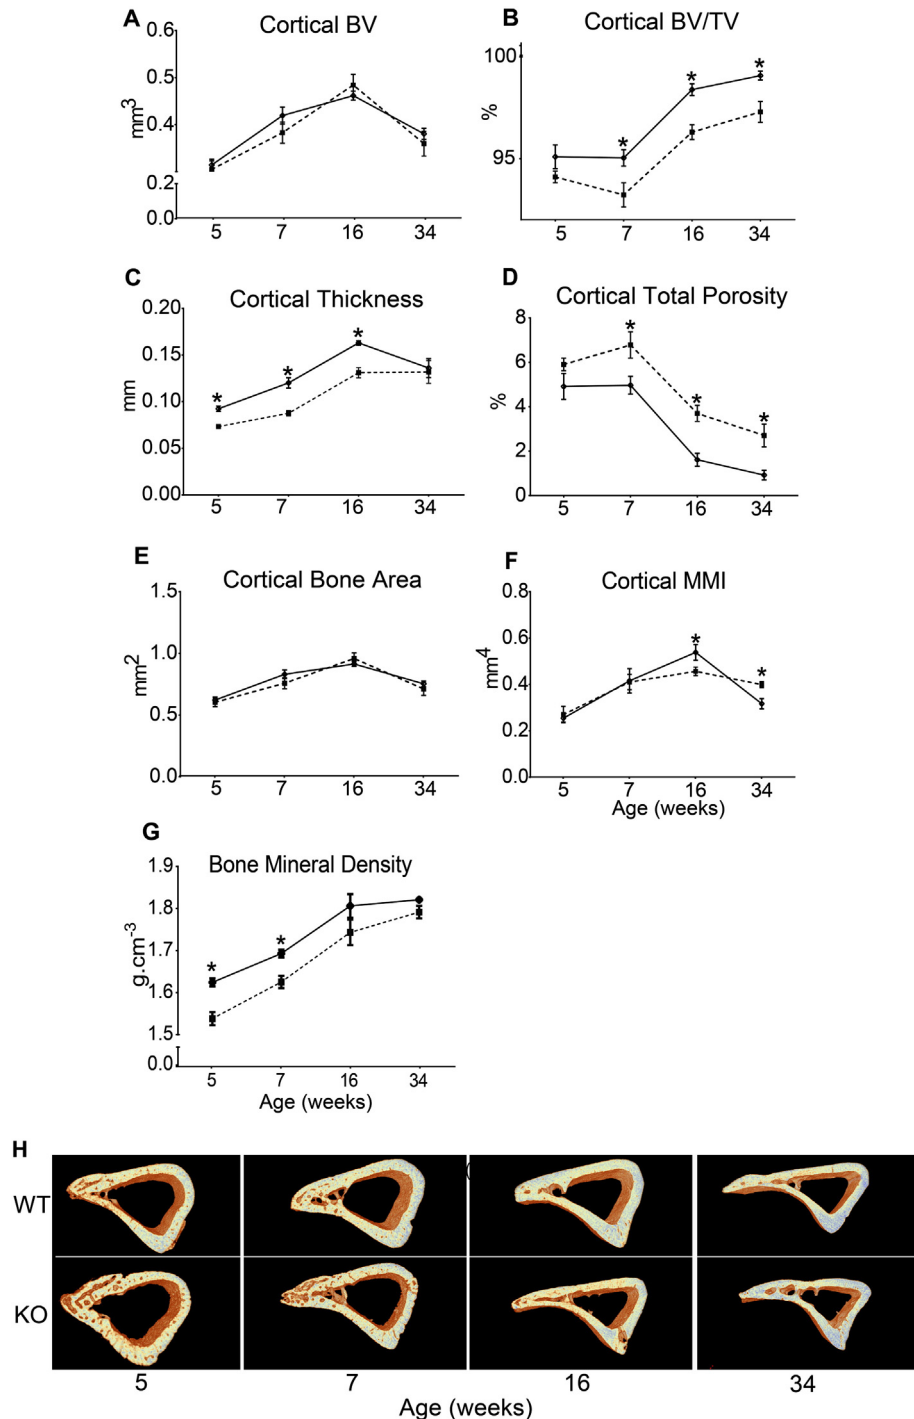 A
Cortical BV
0.6
0.5
0.4
0.2
0.0
mm3
5 7 16 34
B
Cortical BV/TV
100
95
%
* * *
5 7 16 34
C
Cortical Thickness
0.20
0.15
0.10
0.05
0.00
mm
* * *
5 7 16 34
D
Cortical Total Porosity
8
6
4
2
0
%
* * *
5 7 16 34
E
Cortical Bone Area
1.5
1.0
0.5
0.0
mm2
5 7 16 34
F
Cortical MMI
0.8
0.6
0.4
0.2
0.0
mm4
* *
5 7 16 34
Age (weeks)
G
Bone Mineral Density
1.9
1.8
1.7
1.6
1.5
0.0
g.cm-3
* *
5 7 16 34
Age (weeks)
H
WT
KO
5 7 16 34
Age (weeks)